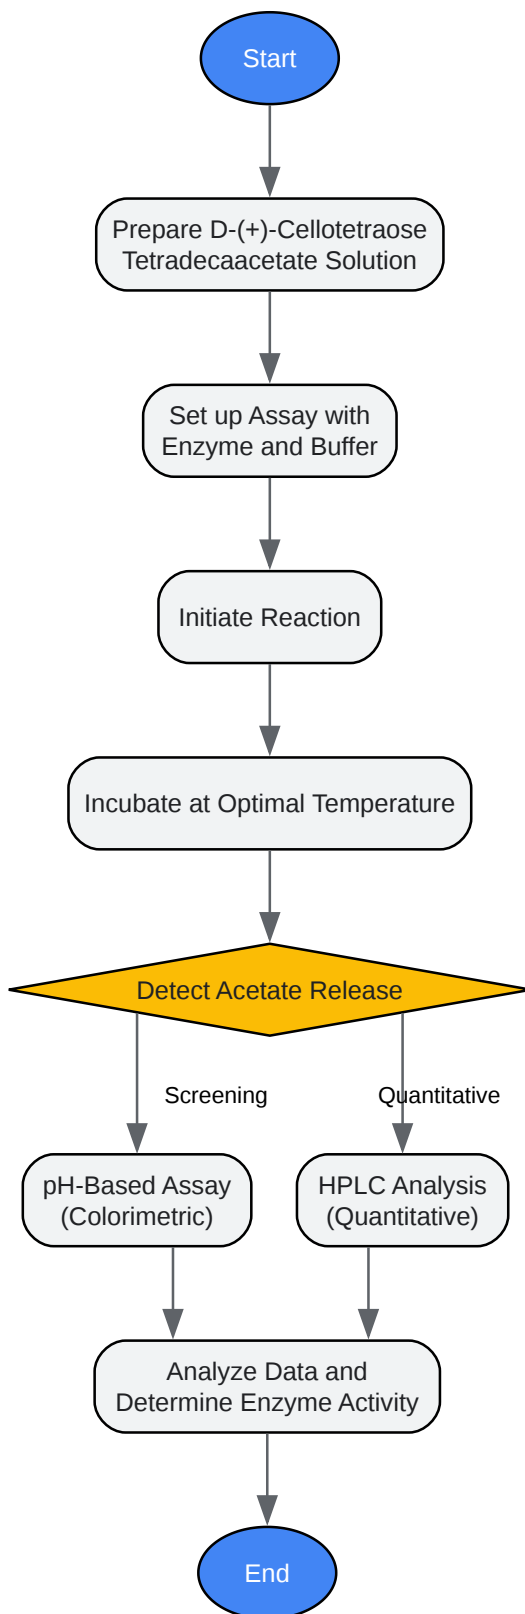 Start
Prepare D-(+)-Cellotetraose
Tetradecaacetate Solution
Set up Assay with
Enzyme and Buffer
Initiate Reaction
Incubate at Optimal Temperature
Detect Acetate Release
Screening
Quantitative
pH-Based Assay
(Colorimetric)
HPLC Analysis
(Quantitative)
Analyze Data and
Determine Enzyme Activity
End